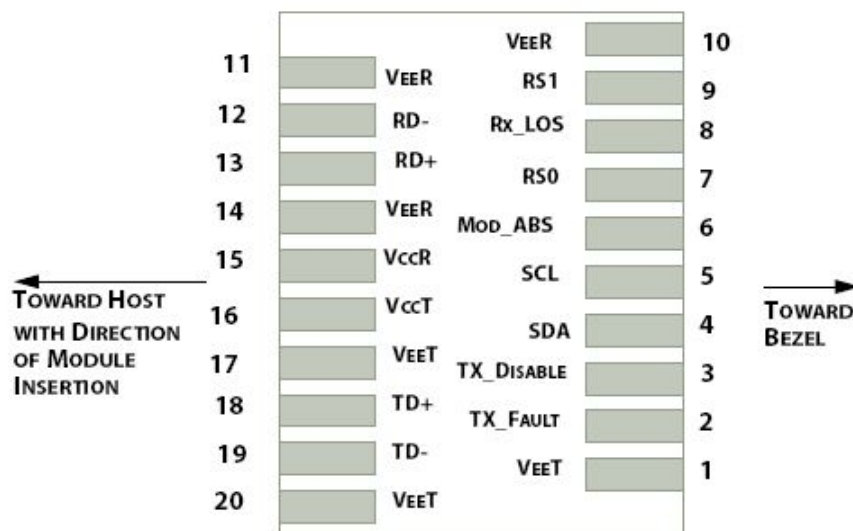 11 VEER
12 RD-
13 RD+
14 VEER
15 VCCR
16 VCCT
17 VEET
18 TD+
19 TD-
20 VEET
VEER 10
RS1 9
RX_LOS 8
RS0 7
MOD_ABS 6
SCL 5
SDA 4
TX_DISABLE 3
TX_FAULT 2
VEET 1
TOWARD HOST
WITH DIRECTION
OF MODULE
INSERTION
TOWARD
BEZEL